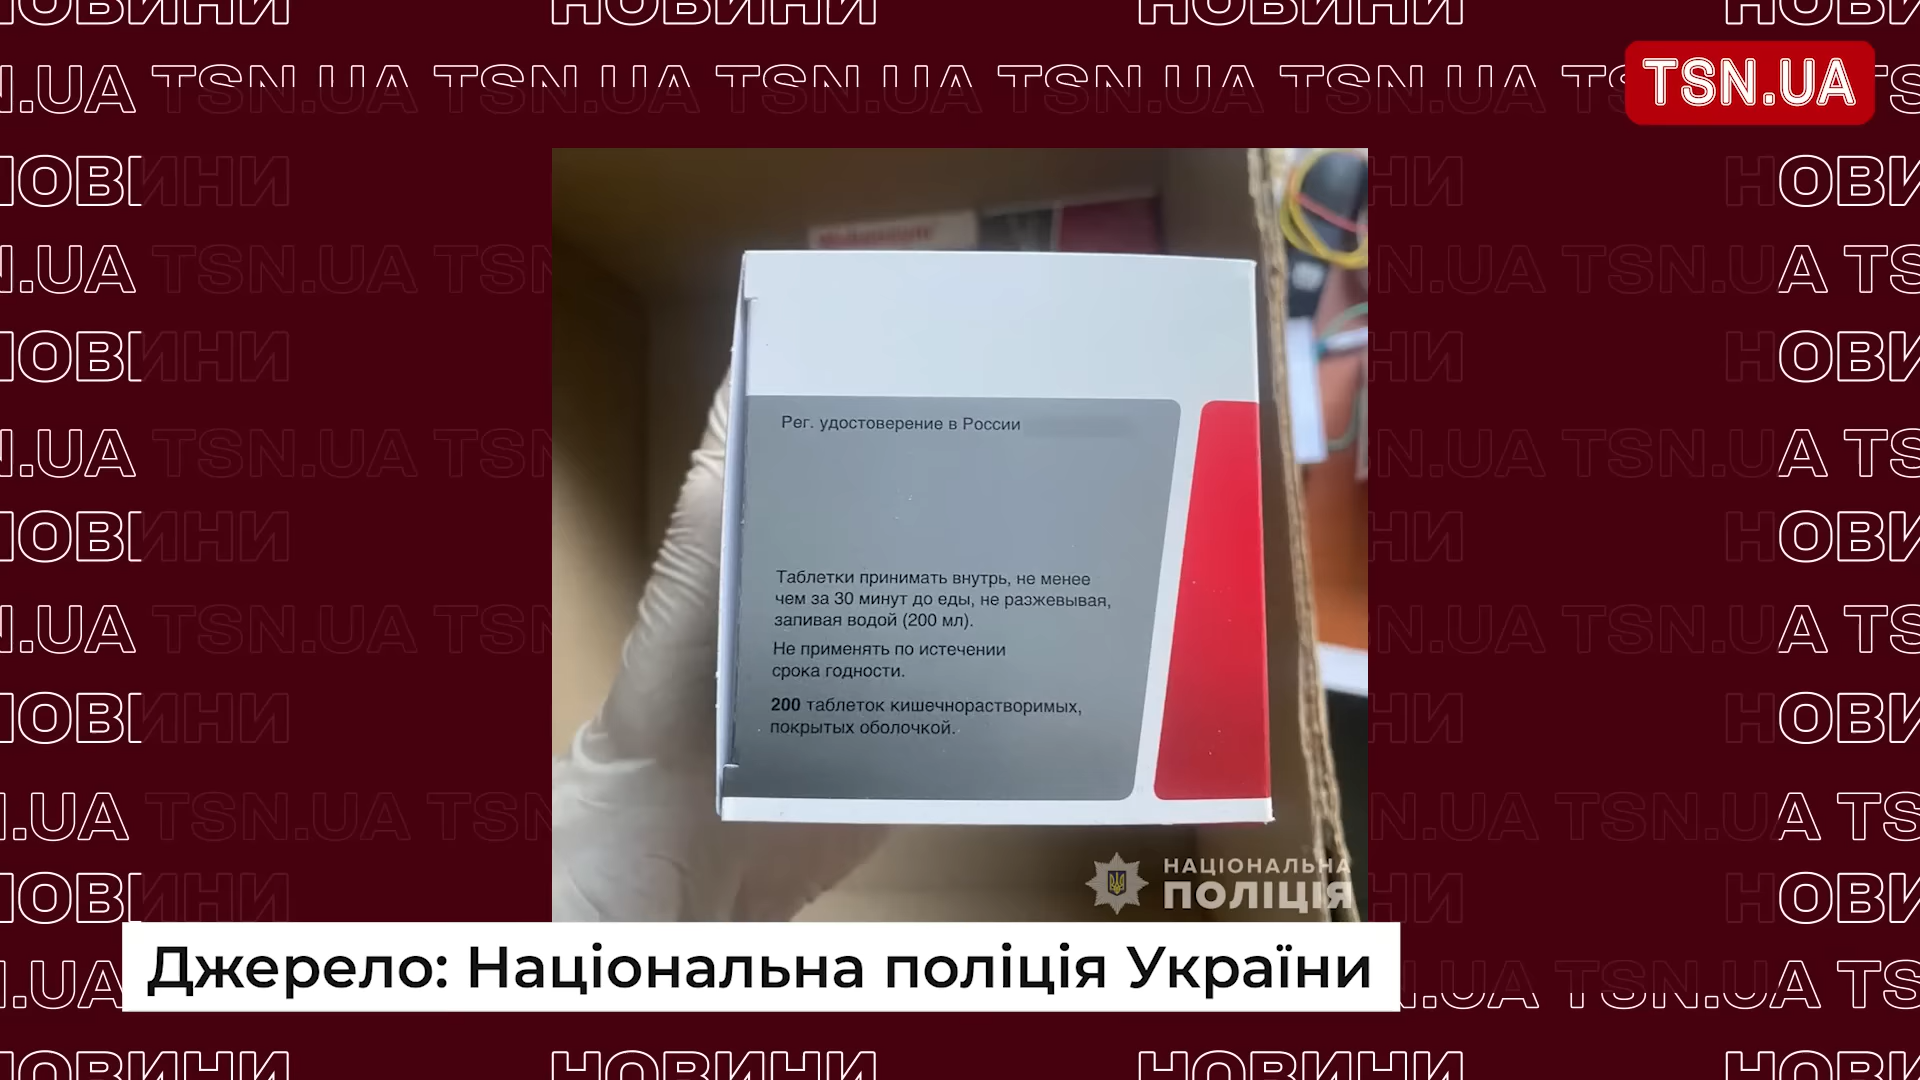 TSN.UA
Рег. удостоверение в России
Таблетки принимать внутрь, не менее
чем за 30 минут до еды, не разжевывая,
запивая водой (200 мл).
Не применять по истечении
срока годности.
200 таблеток кишечнорастворимых,
покрытых оболочкой.
НАЦІОНАЛЬНА
ПОЛІЦІЯ
Джерело: Національна поліція України